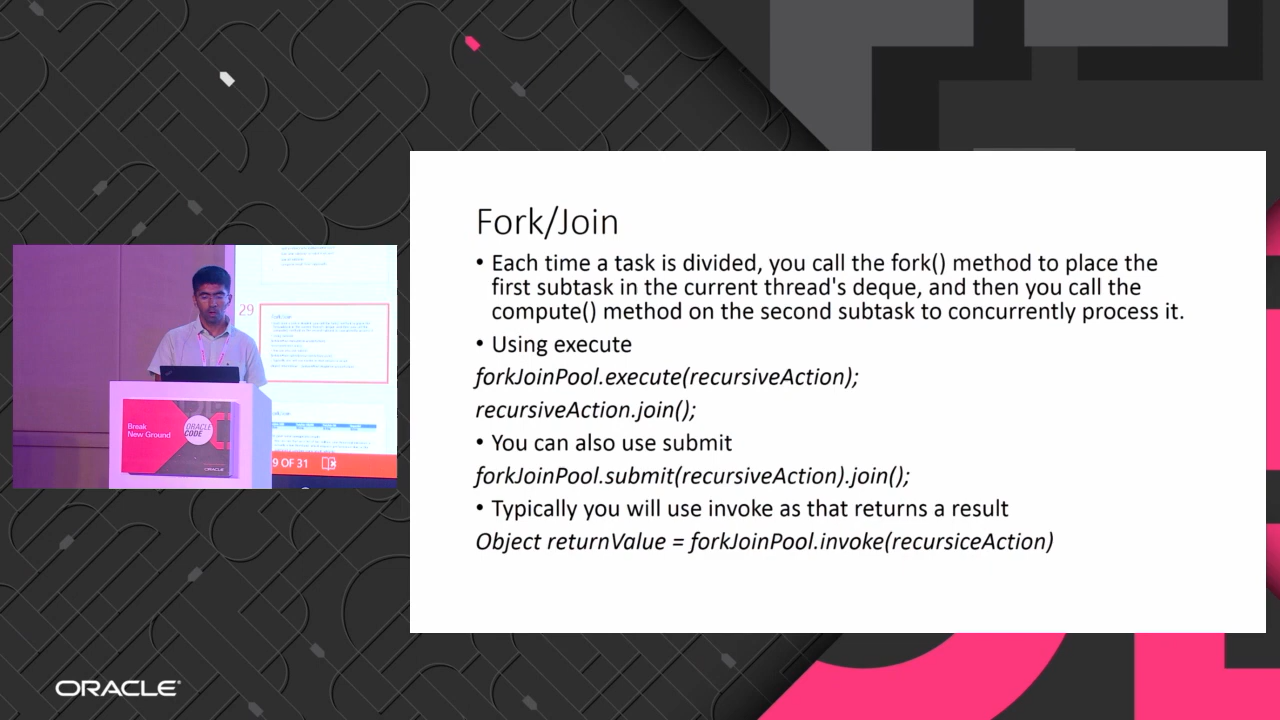 Fork/Join
• Each time a task is divided, you call the fork() method to place the
first subtask in the current thread's deque, and then you call the
compute() method on the second subtask to concurrently process it.
• Using execute
forkJoinPool.execute(recursiveAction);
recursiveAction.join();
• You can also use submit
forkJoinPool.submit(recursiveAction).join();
• Typically you will use invoke as that returns a result
Object returnValue = forkJoinPool.invoke(recursiceAction)
29
9 OF 31
Break
New Ground
ORACLE
CODE
ORACLE